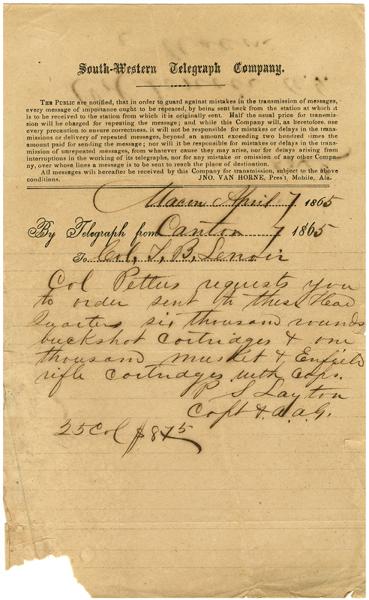 South-Western Telegraph Company.
THE PUBLIC are notified, that in order to guard against mistakes in the transmission of messages,
every message of importance ought to be repeated, by being sent back from the station at which it
is to be received to the station from which it is originally sent. Half the usual price for transmis-
sion will be charged for repeating the message; and while this Company will, as heretofore, use
every precaution to ensure correctness, it will not be responsible for mistakes or delays in the trans-
missions or delivery of repeated messages, beyond an amount exceeding two hundred times the
amount paid for sending the message; nor will it be responsible for mistakes or delays in the trans-
mission of unrepeated messages, from whatever cause they may arise, nor for delays arising from
interruptions in the working of its telegraphs, nor for any mistake or omission of any other Compa-
ny, over whose lines a message is to be sent to reach the place of destination.
All messages will hereafter be received by this Company for transmission, subject to the above
conditions. JNO. VAN HORNE, Pres't, Mobile, Ala.
Macon April 7 1865
By Telegraph from Canton 7 1865
To Col. T. B. Lenoir
Col Pettus requests you
to order sent to these Head
Quarters six thousand rounds
buckshot cartridges & one
thousand musket & Enfield
rifle cartridges with Caps.
P S Layton
Capt & A.A.G.
25 Col $8 75